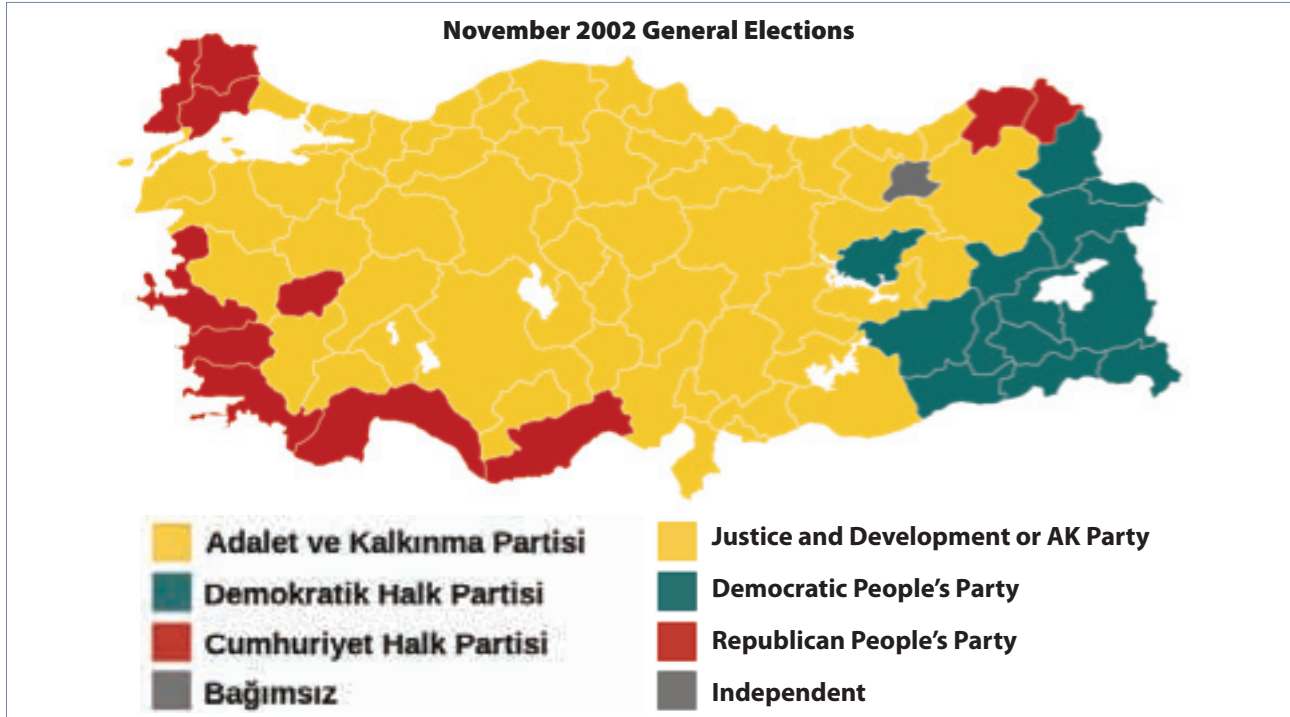 November 2002 General Elections
Adalet ve Kalkınma Partisi
Demokratik Halk Partisi
Cumhuriyet Halk Partisi
Bağımsız
Justice and Development or AK Party
Democratic People’s Party
Republican People’s Party
Independent